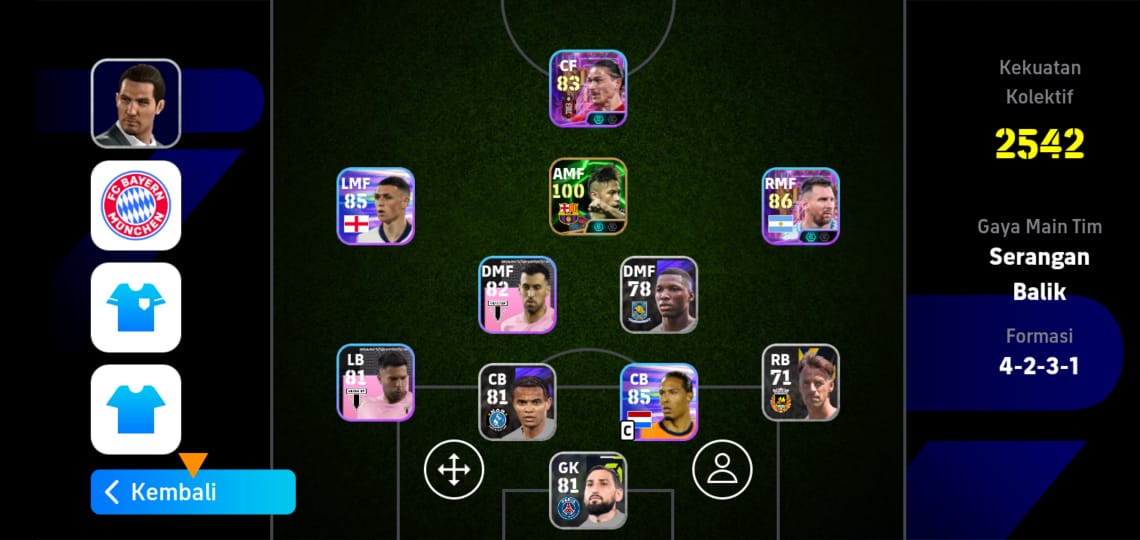 FC BAYERN
MÜNCHEN
Kembali
CF
83
LMF
85
AMF
100
RMF
86
DMF
82
DMF
78
LB
81
CB
81
CB
85
C
RB
71
GK
81
Kekuatan
Kolektif
2542
Gaya Main Tim
Serangan
Balik
Formasi
4-2-3-1